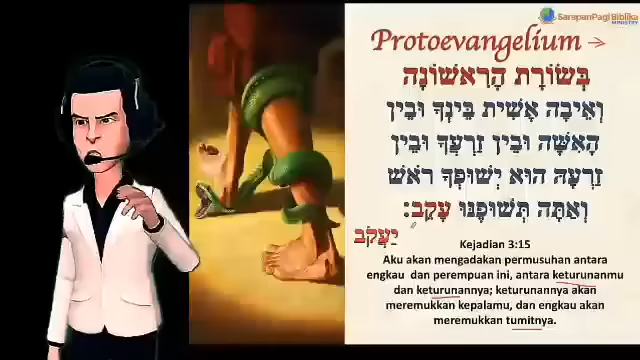 SarapanPagi Biblika
MINISTRY
Protoevangelium →
בְּשׂוֹרָת הָרִאשׁוֹנָה
וְאֵיבָה אָשִׁית בֵּינְךָ וּבֵין
הָאִשָּׁה וּבֵין זַרְעֲךָ וּבֵין
זַרְעָהּ הוּא יְשׁוּפְךָ רֹאשׁ
וְאַתָּה תְּשׁוּפֶנּוּ עָקֵב׃
יַעֲקֹב
Kejadian 3:15
Aku akan mengadakan permusuhan antara
engkau dan perempuan ini, antara keturunanmu
dan keturunannya; keturunannya akan
meremukkan kepalamu, dan engkau akan
meremukkan tumitnya.